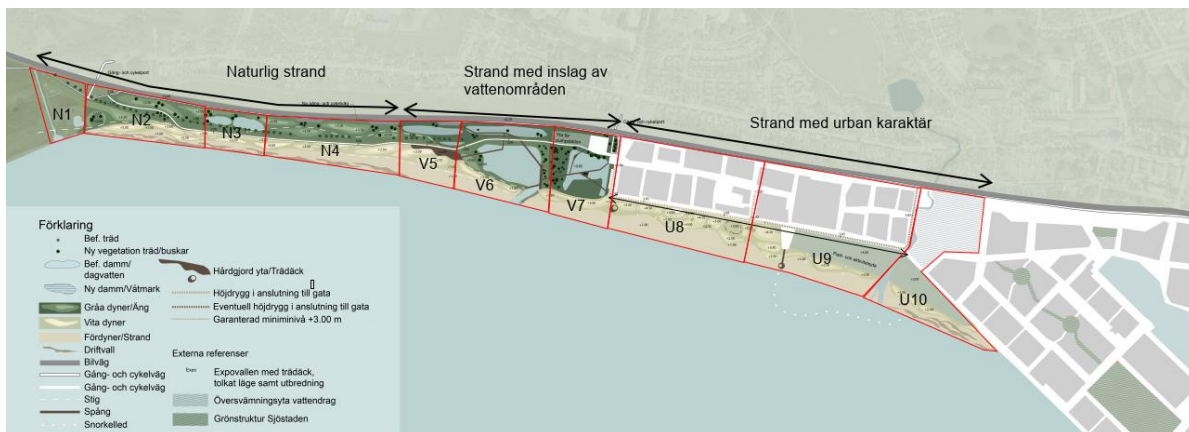 Naturlig strand
Strand med inslag av
vattenområden
Strand med urban karaktär
Gång- och cykelport
N1
N2
N3
N4
V5
V6
V7
U8
U9
U10
Förklaring
Bef. träd
Ny vegetation träd/buskar
Bef. damm/
dagvatten
Ny damm/Våtmark
Gråa dyner/Äng
Vita dyner
Fördyner/Strand
Driftvall
Bilväg
Gång- och cykelväg
Gång- och cykelväg
Stig
Spång
Snorkelled
Hårdgjord yta/Trädäck
Höjdrygg i anslutning till gata
Eventuell höjdrygg i anslutning till gata
Garanterad miniminivå +3.00 m
Externa referenser
Expo
Expovallen med trädäck,
tolkat läge samt utbredning
Översvämningsyta vattendrag
Grönstruktur Sjöstaden